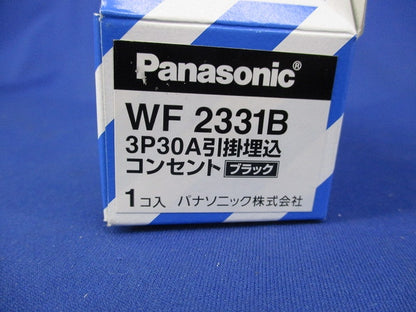 Panasonic®
WF 2331B
3P30A引掛埋込
コンセント ブラック
1コ入 パナソニック株式会社